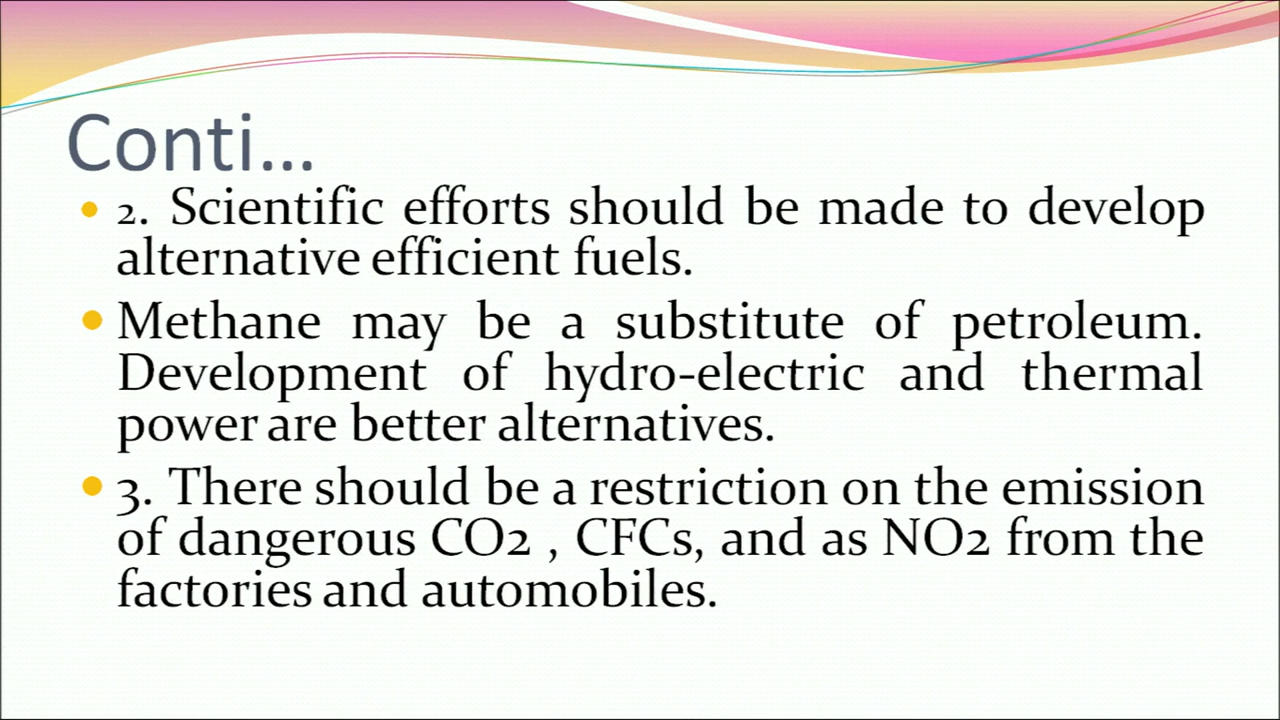 Conti...
2. Scientific efforts should be made to develop
alternative efficient fuels.
Methane may be a substitute of petroleum.
Development of hydro-electric and thermal
power are better alternatives.
3. There should be a restriction on the emission
of dangerous CO2 , CFCs, and as NO2 from the
factories and automobiles.